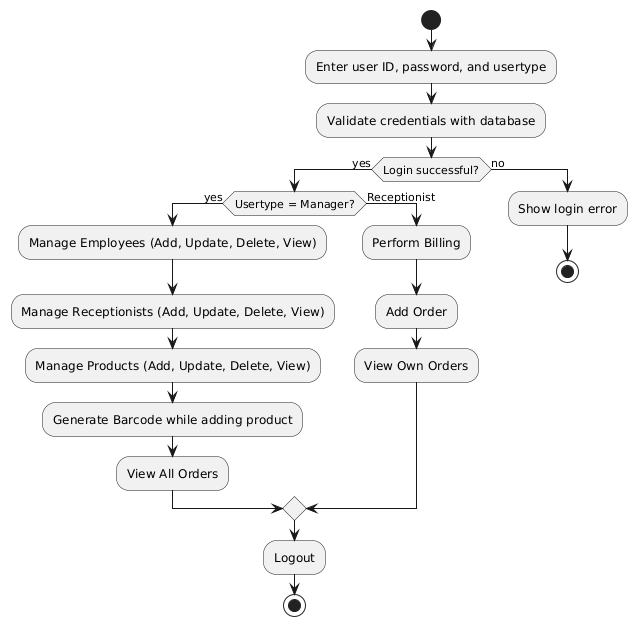 Enter user ID, password, and usertype
Validate credentials with database
yes
Login successful?
no
yes
Usertype = Manager?
Receptionist
Show login error
Manage Employees (Add, Update, Delete, View)
Perform Billing
Manage Receptionists (Add, Update, Delete, View)
Add Order
Manage Products (Add, Update, Delete, View)
View Own Orders
Generate Barcode while adding product
View All Orders
Logout